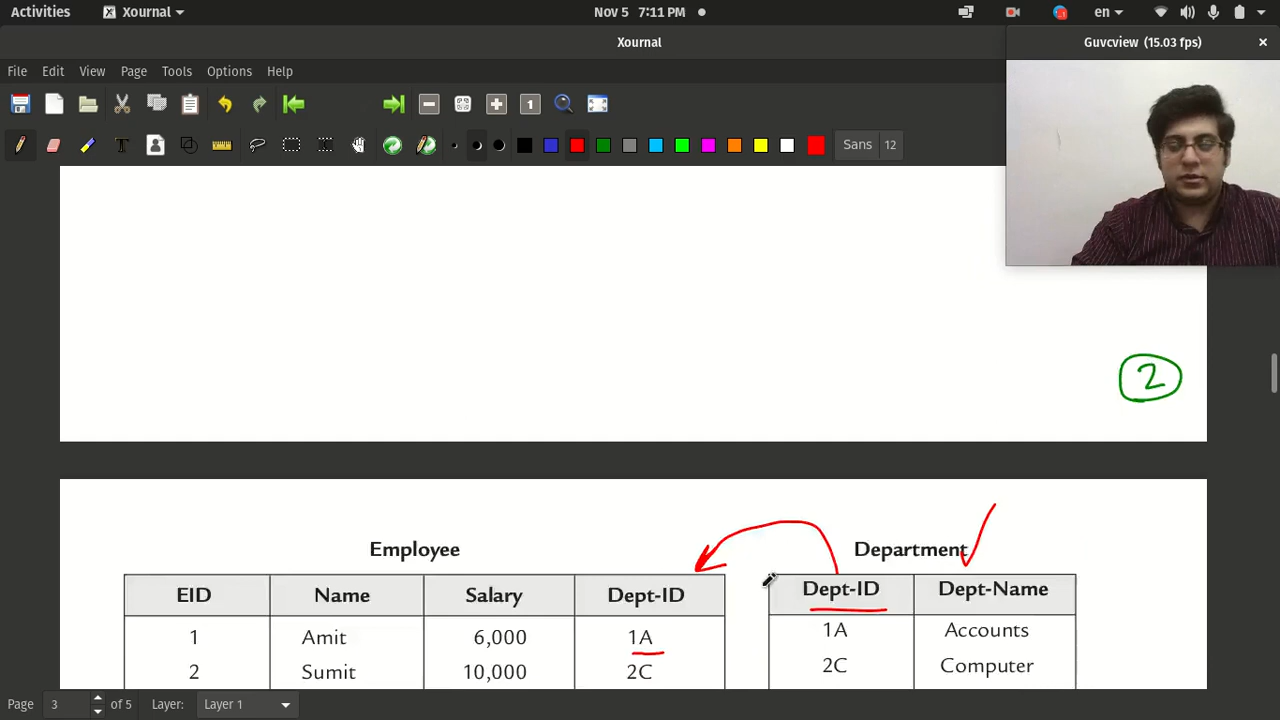 Activities Xournal Nov 5 7:11 PM en
Xournal
Guvcview (15.03 fps)
File Edit View Page Tools Options Help
1
T Sans 12
2
Employee Department
EID Name Salary Dept-ID Dept-ID Dept-Name
1 Amit 6,000 1A 1A Accounts
2 Sumit 10,000 2C 2C Computer
Page 3 of 5 Layer: Layer 1